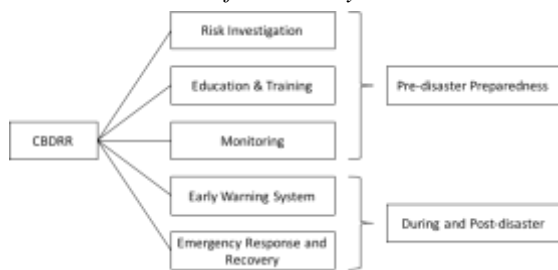 Risk Investigation
Education & Training
Pre-disaster Preparedness
CBDRR
Monitoring
Early Warning System
During and Post-disaster
Emergency Response and
Recovery